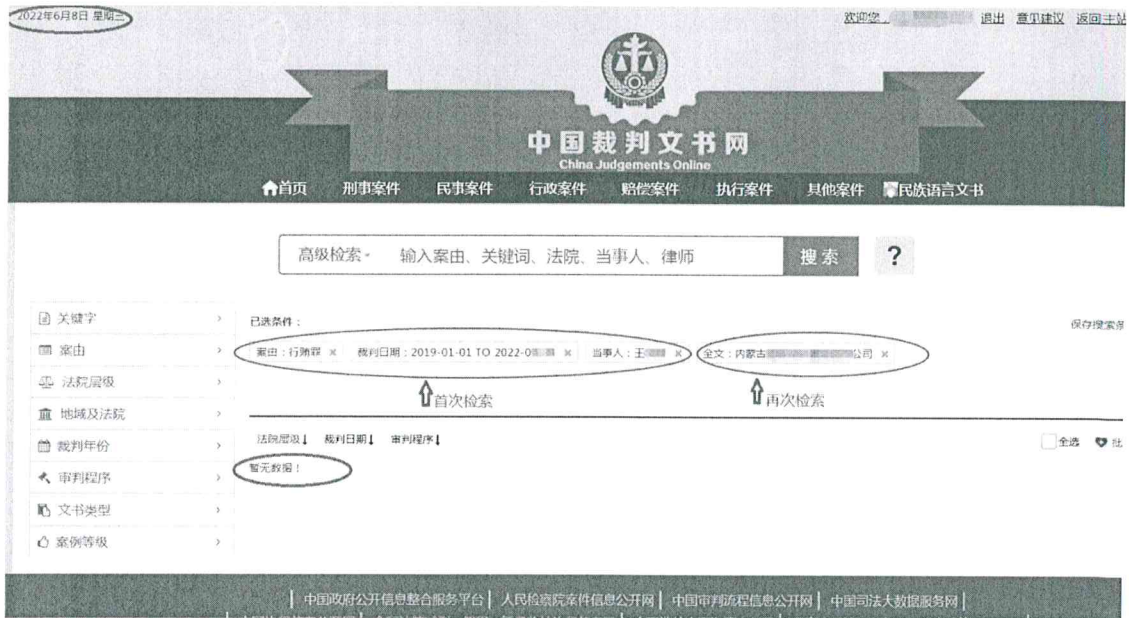 2022年6月8日 星期三
欢迎您， 退出 意见建议 返回主站
中国裁判文书网
China Judgements Online
首页 刑事案件 民事案件 行政案件 赔偿案件 执行案件 其他案件 民族语言文书
高级检索 输入案由、关键词、法院、当事人、律师 搜索 ?
关键字
案由
法院层级
地域及法院
裁判年份
审判程序
文书类型
案例等级
已选条件： 保存搜索条
案由：行贿罪 × 裁判日期：2019-01-01 TO 2022-0 × 当事人：王 × 全文：内蒙古 公司 ×
首次检索 再次检索
法院层级 裁判日期 审判程序 全选 批
暂无数据！
中国政府公开信息整合服务平台 | 人民检察院案件信息公开网 | 中国审判流程信息公开网 | 中国司法大数据服务网 |